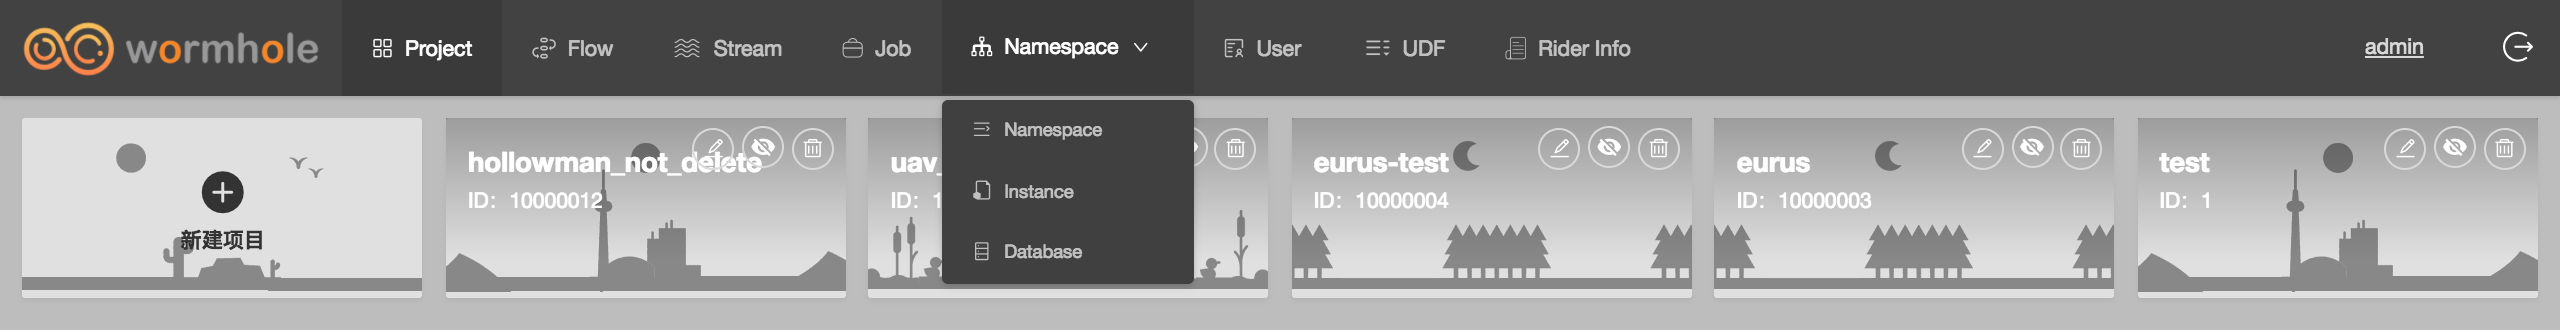 wormhole
Project
Flow
Stream
Job
Namespace
User
UDF
Rider Info
admin
Namespace
Instance
Database
新建项目
hollowman_not_delete
ID: 10000012
uav_
ID: 1
eurus-test
ID: 10000004
eurus
ID: 10000003
test
ID: 1